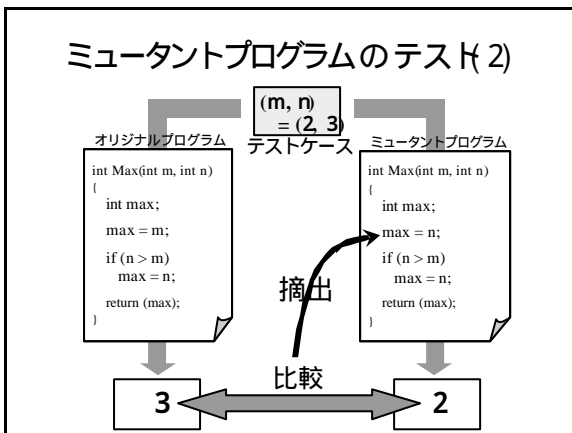 ミュータントプログラムのテスト(2)
(m, n)
= (2, 3)
テストケース
オリジナルプログラム
int Max(int m, int n)
{
int max;
max = m;
if (n > m)
max = n;
return (max);
}
ミュータントプログラム
int Max(int m, int n)
{
int max;
max = n;
if (n > m)
max = n;
return (max);
}
摘出
比較
3
2